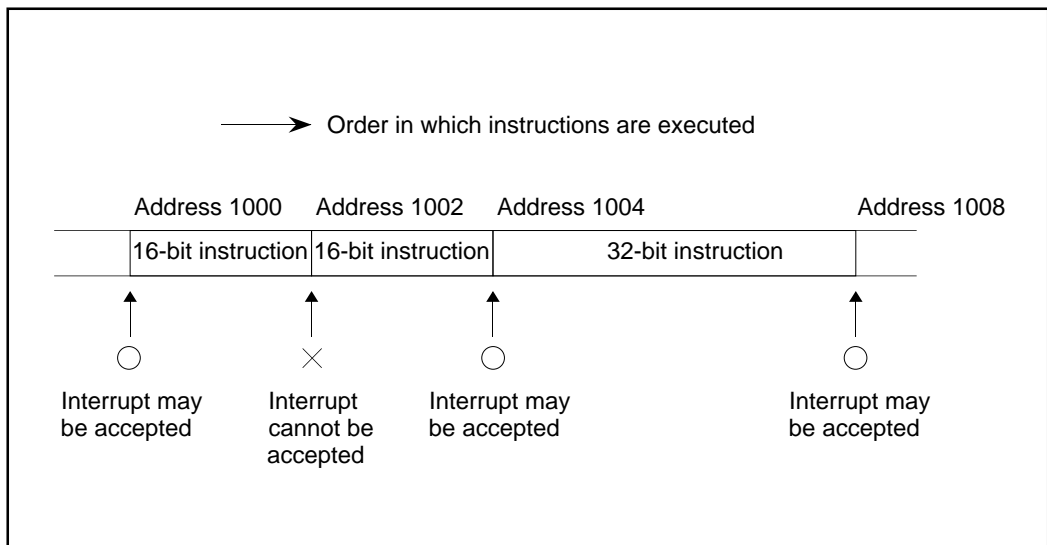 Order in which instructions are executed
Address 1000 Address 1002 Address 1004 Address 1008
16-bit instruction 16-bit instruction 32-bit instruction
Interrupt may
be accepted
Interrupt
cannot be
accepted
Interrupt may
be accepted
Interrupt may
be accepted